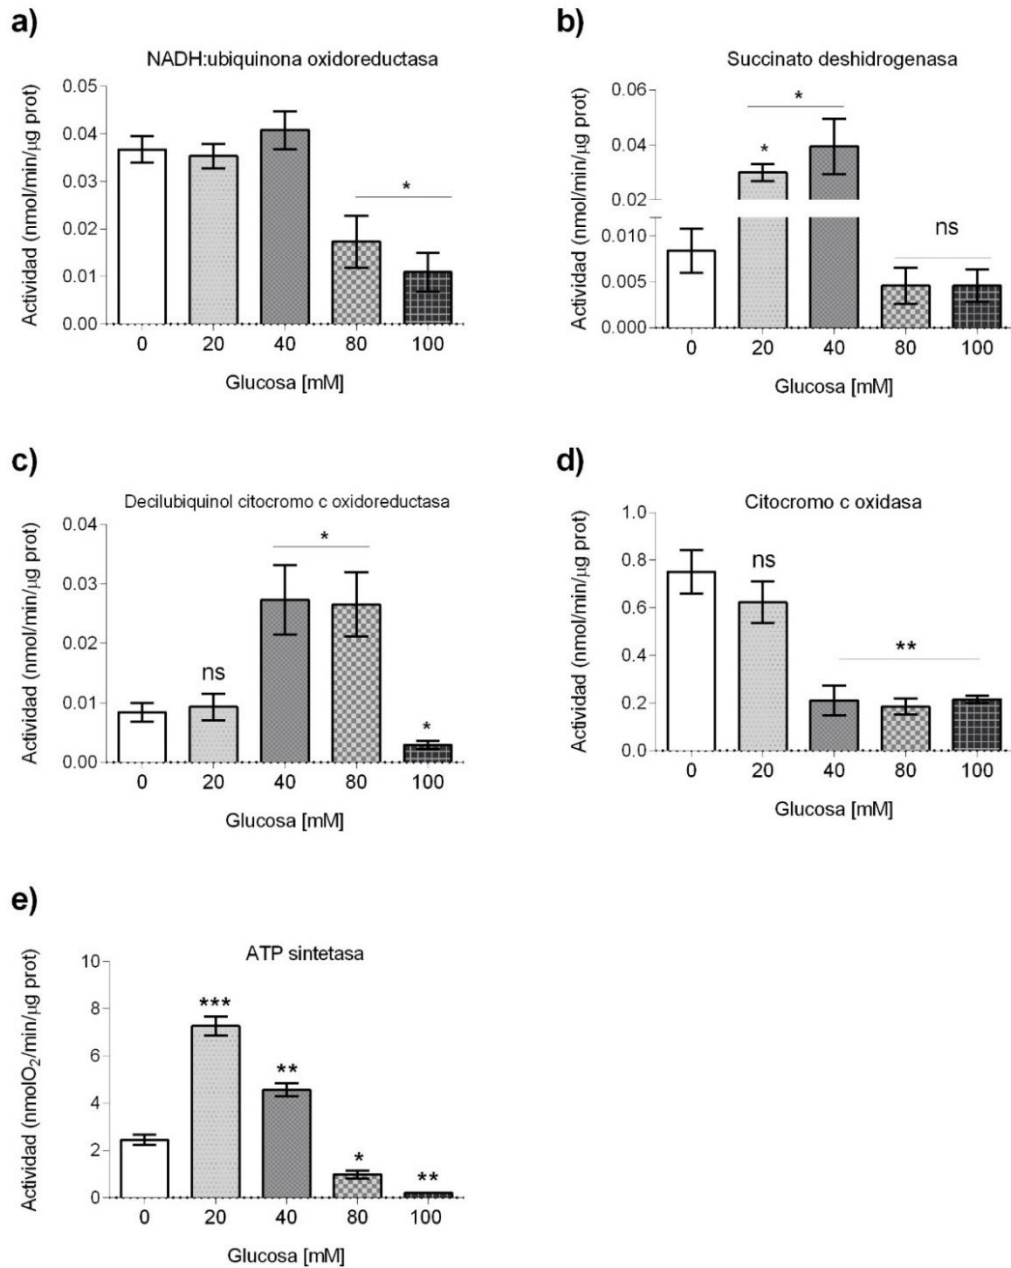 a)
NADH:ubiquinona oxidoreductasa
Actividad (nmol/min/µg prot)
0.05
0.04
0.03
0.02
0.01
0.00
*
0 20 40 80 100
Glucosa [mM]
b)
Succinato deshidrogenasa
Actividad (nmol/min/µg prot)
0.06
0.04
0.02
0.010
0.005
0.000
*
*
ns
0 20 40 80 100
Glucosa [mM]
c)
Decilubiquinol citocromo c oxidoreductasa
Actividad (nmol/min/µg prot)
0.04
0.03
0.02
0.01
0.00
*
ns
*
0 20 40 80 100
Glucosa [mM]
d)
Citocromo c oxidasa
Actividad (nmol/min/µg prot)
1.0
0.8
0.6
0.4
0.2
0.0
ns
**
0 20 40 80 100
Glucosa [mM]
e)
ATP sintetasa
Actividad (nmolO₂/min/µg prot)
10
8
6
4
2
0
***
**
*
**
0 20 40 80 100
Glucosa [mM]